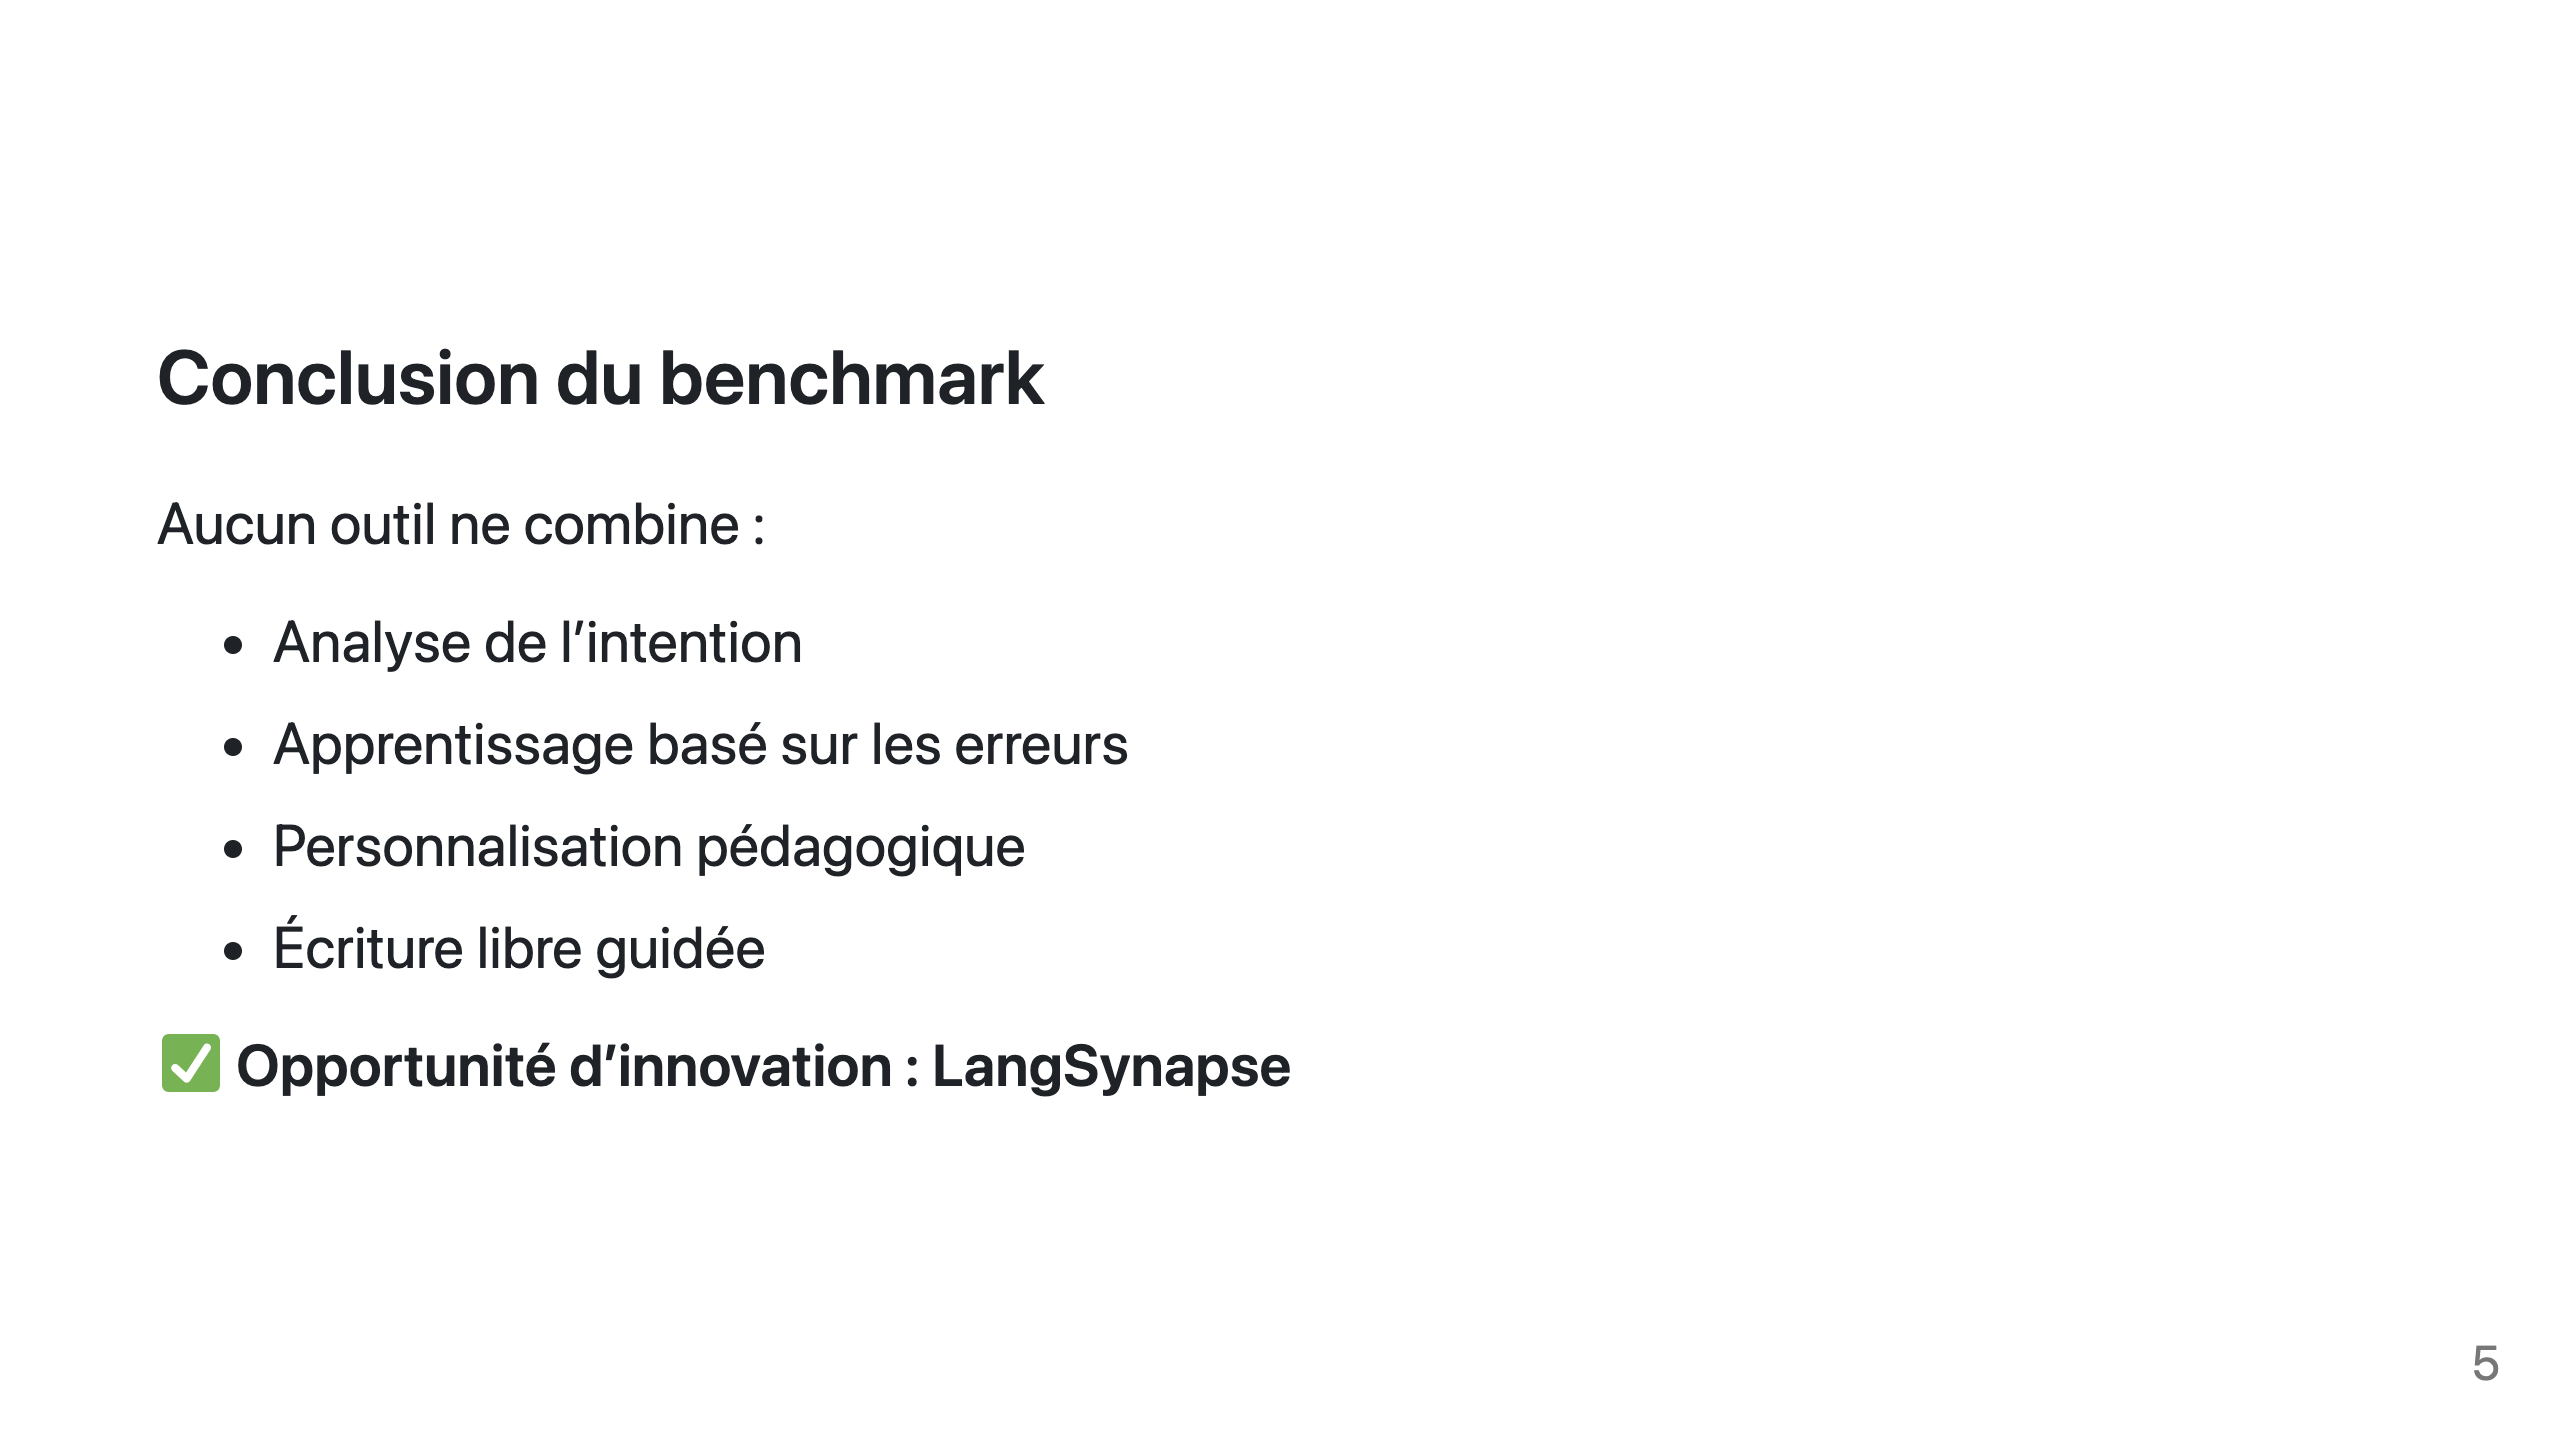 Conclusion du benchmark
Aucun outil ne combine :
• Analyse de l’intention
• Apprentissage basé sur les erreurs
• Personnalisation pédagogique
• Écriture libre guidée
✅ Opportunité d’innovation : LangSynapse
5